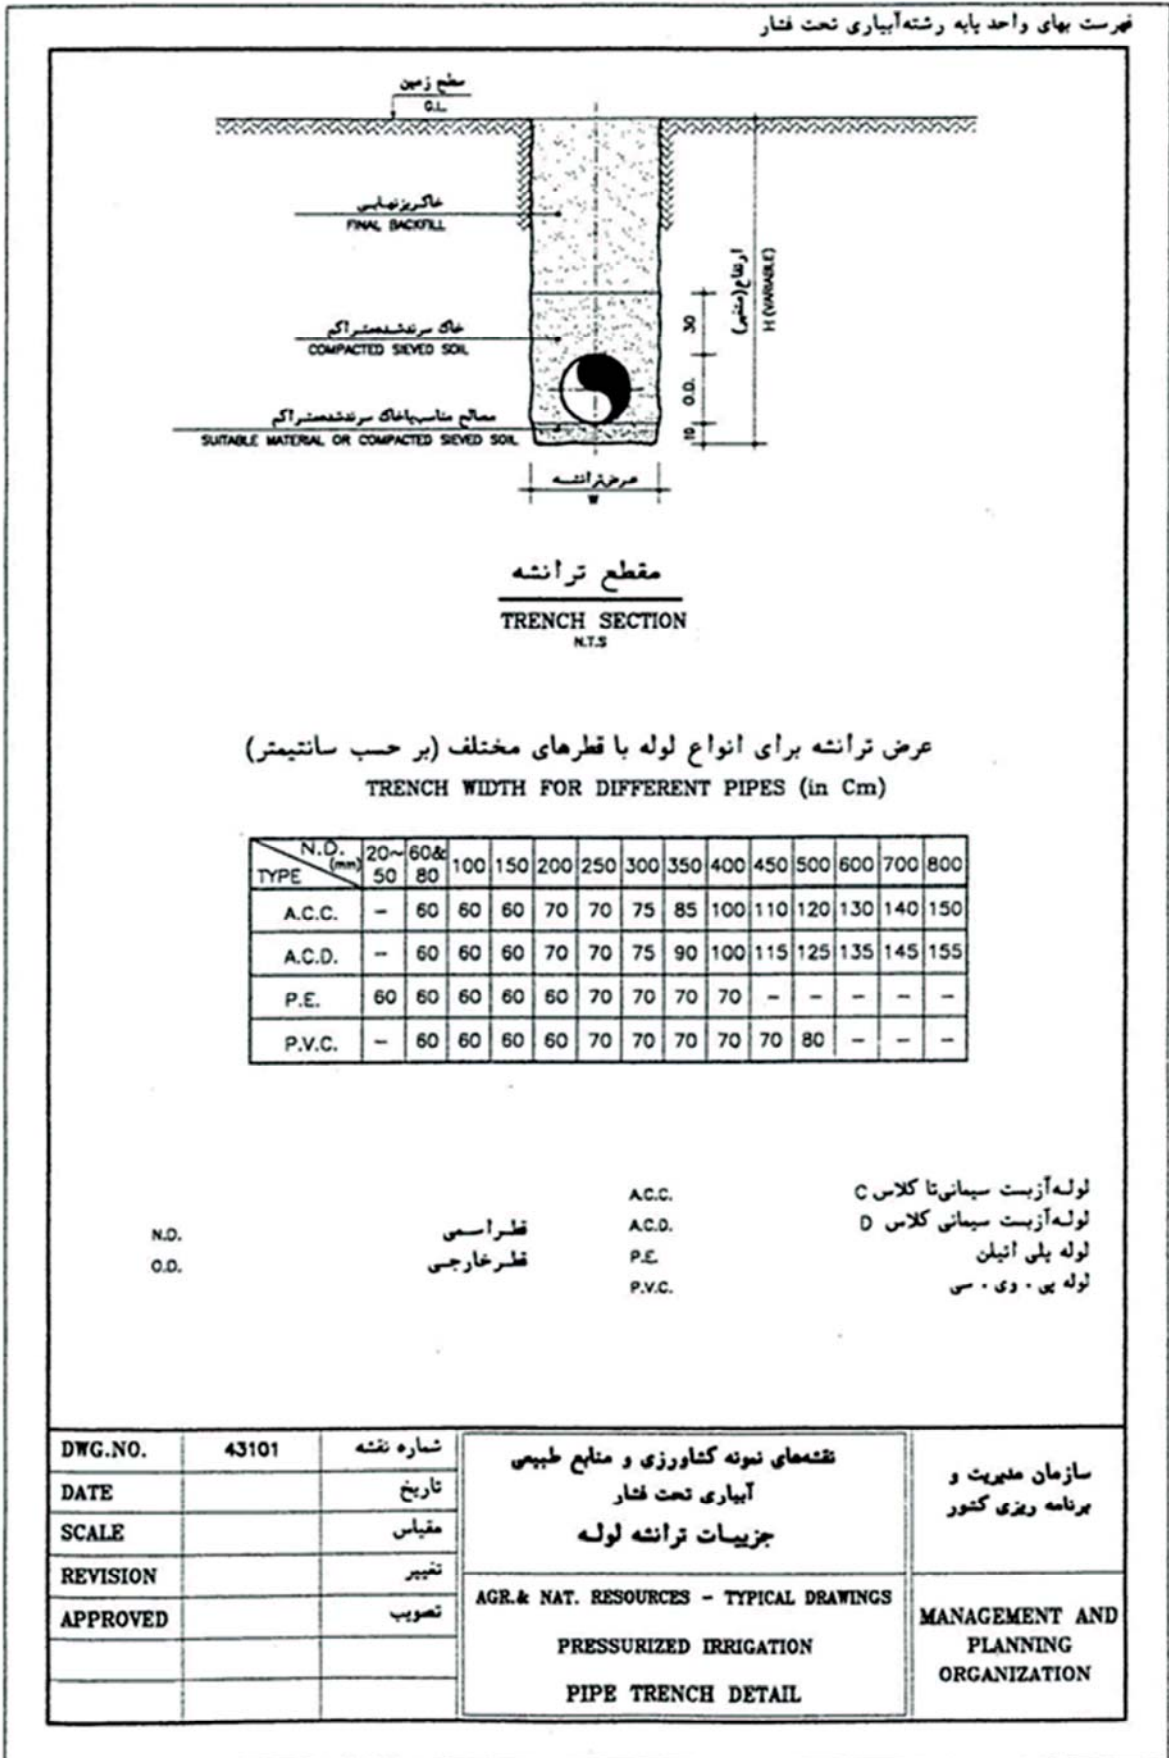 فهرست بهای واحد پایه رشته آبیاری تحت فشار
سطح زمین
G.L.
خاکریز نهایی
FINAL BACKFILL
خاک سرند شده متراکم
COMPACTED SIEVED SOIL
مصالح مناسب یا خاک سرند شده متراکم
SUITABLE MATERIAL OR COMPACTED SIEVED SOIL
30
O.D.
10
ارتفاع (متغیر)
H (VARIABLE)
عرض ترانشه
W
مقطع ترانشه
TRENCH SECTION
N.T.S
عرض ترانشه برای انواع لوله با قطرهای مختلف (بر حسب سانتیمتر)
TRENCH WIDTH FOR DIFFERENT PIPES (in Cm)
TYPE N.D. (mm) 20~50 60&80 100 150 200 250 300 350 400 450 500 600 700 800
A.C.C. - 60 60 60 70 70 75 85 100 110 120 130 140 150
A.C.D. - 60 60 60 70 70 75 90 100 115 125 135 145 155
P.E. 60 60 60 60 60 70 70 70 70 - - - - -
P.V.C. - 60 60 60 60 70 70 70 70 70 80 - - -
لوله آزبست سیمانی تا کلاس C A.C.C.
لوله آزبست سیمانی کلاس D A.C.D.
لوله پلی اتیلن P.E.
لوله پی . وی . سی P.V.C.
قطر اسمی N.D.
قطر خارجی O.D.
DWG.NO. 43101 شماره نقشه
DATE تاریخ
SCALE مقیاس
REVISION تغییر
APPROVED تصویب
نقشه‌های نمونه کشاورزی و منابع طبیعی
آبیاری تحت فشار
جزییات ترانشه لوله
AGR.& NAT. RESOURCES - TYPICAL DRAWINGS
PRESSURIZED IRRIGATION
PIPE TRENCH DETAIL
سازمان مدیریت و
برنامه ریزی کشور
MANAGEMENT AND
PLANNING
ORGANIZATION